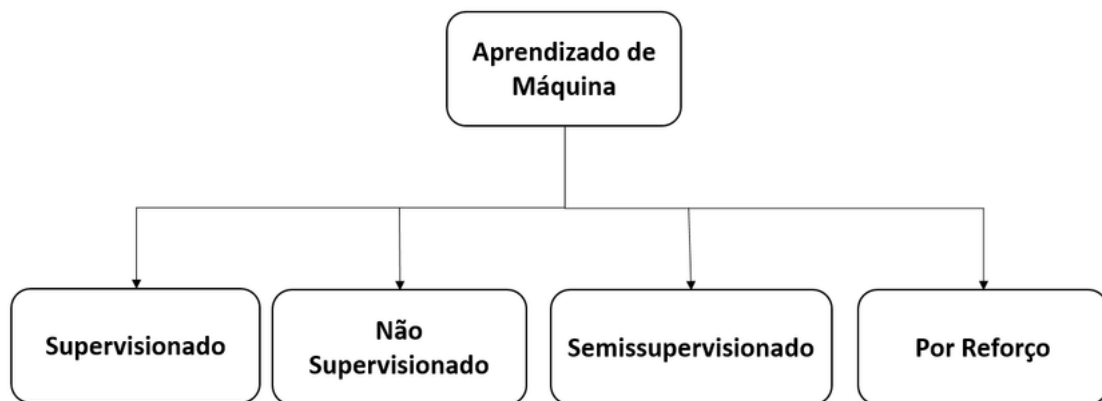 Aprendizado de
Máquina
Supervisionado
Não
Supervisionado
Semissupervisionado
Por Reforço